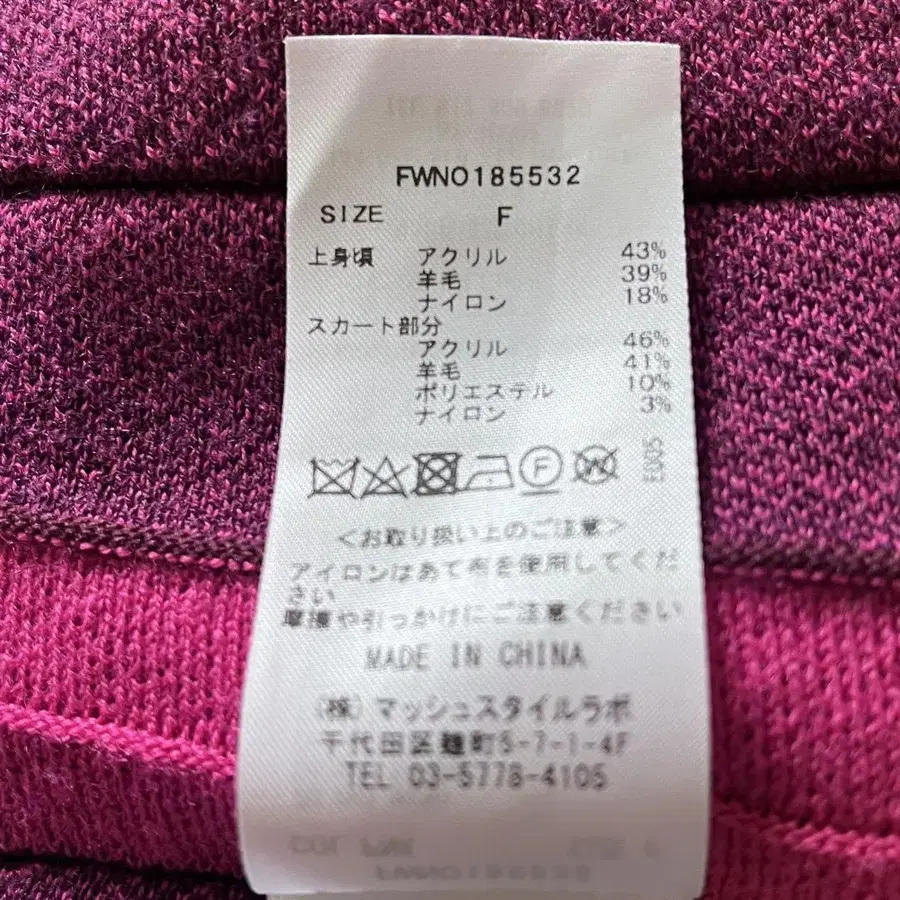 FWNO185532
SIZE F
上身頃 アクリル 43%
羊毛 39%
ナイロン 18%
スカート部分
アクリル 46%
羊毛 41%
ポリエステル 10%
ナイロン 3%
F W
ED05
<お取り扱い上のご注意>
アイロンはあて布を使用してくだ
さい
摩擦や引っかけにご注意ください
MADE IN CHINA
(株)マッシュスタイルラボ
千代田区麹町5-7-1-4F
TEL 03-5778-4105